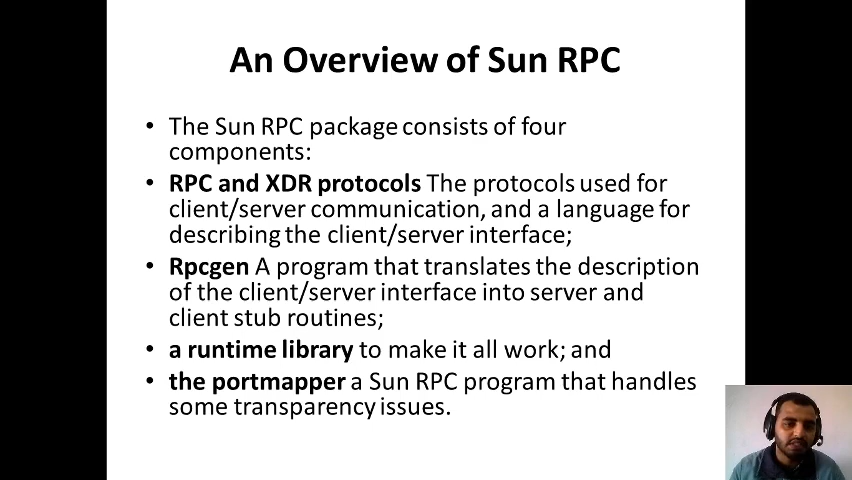 An Overview of Sun RPC
• The Sun RPC package consists of four
components:
• RPC and XDR protocols The protocols used for
client/server communication, and a language for
describing the client/server interface;
• Rpcgen A program that translates the description
of the client/server interface into server and
client stub routines;
• a runtime library to make it all work; and
• the portmapper a Sun RPC program that handles
some transparency issues.